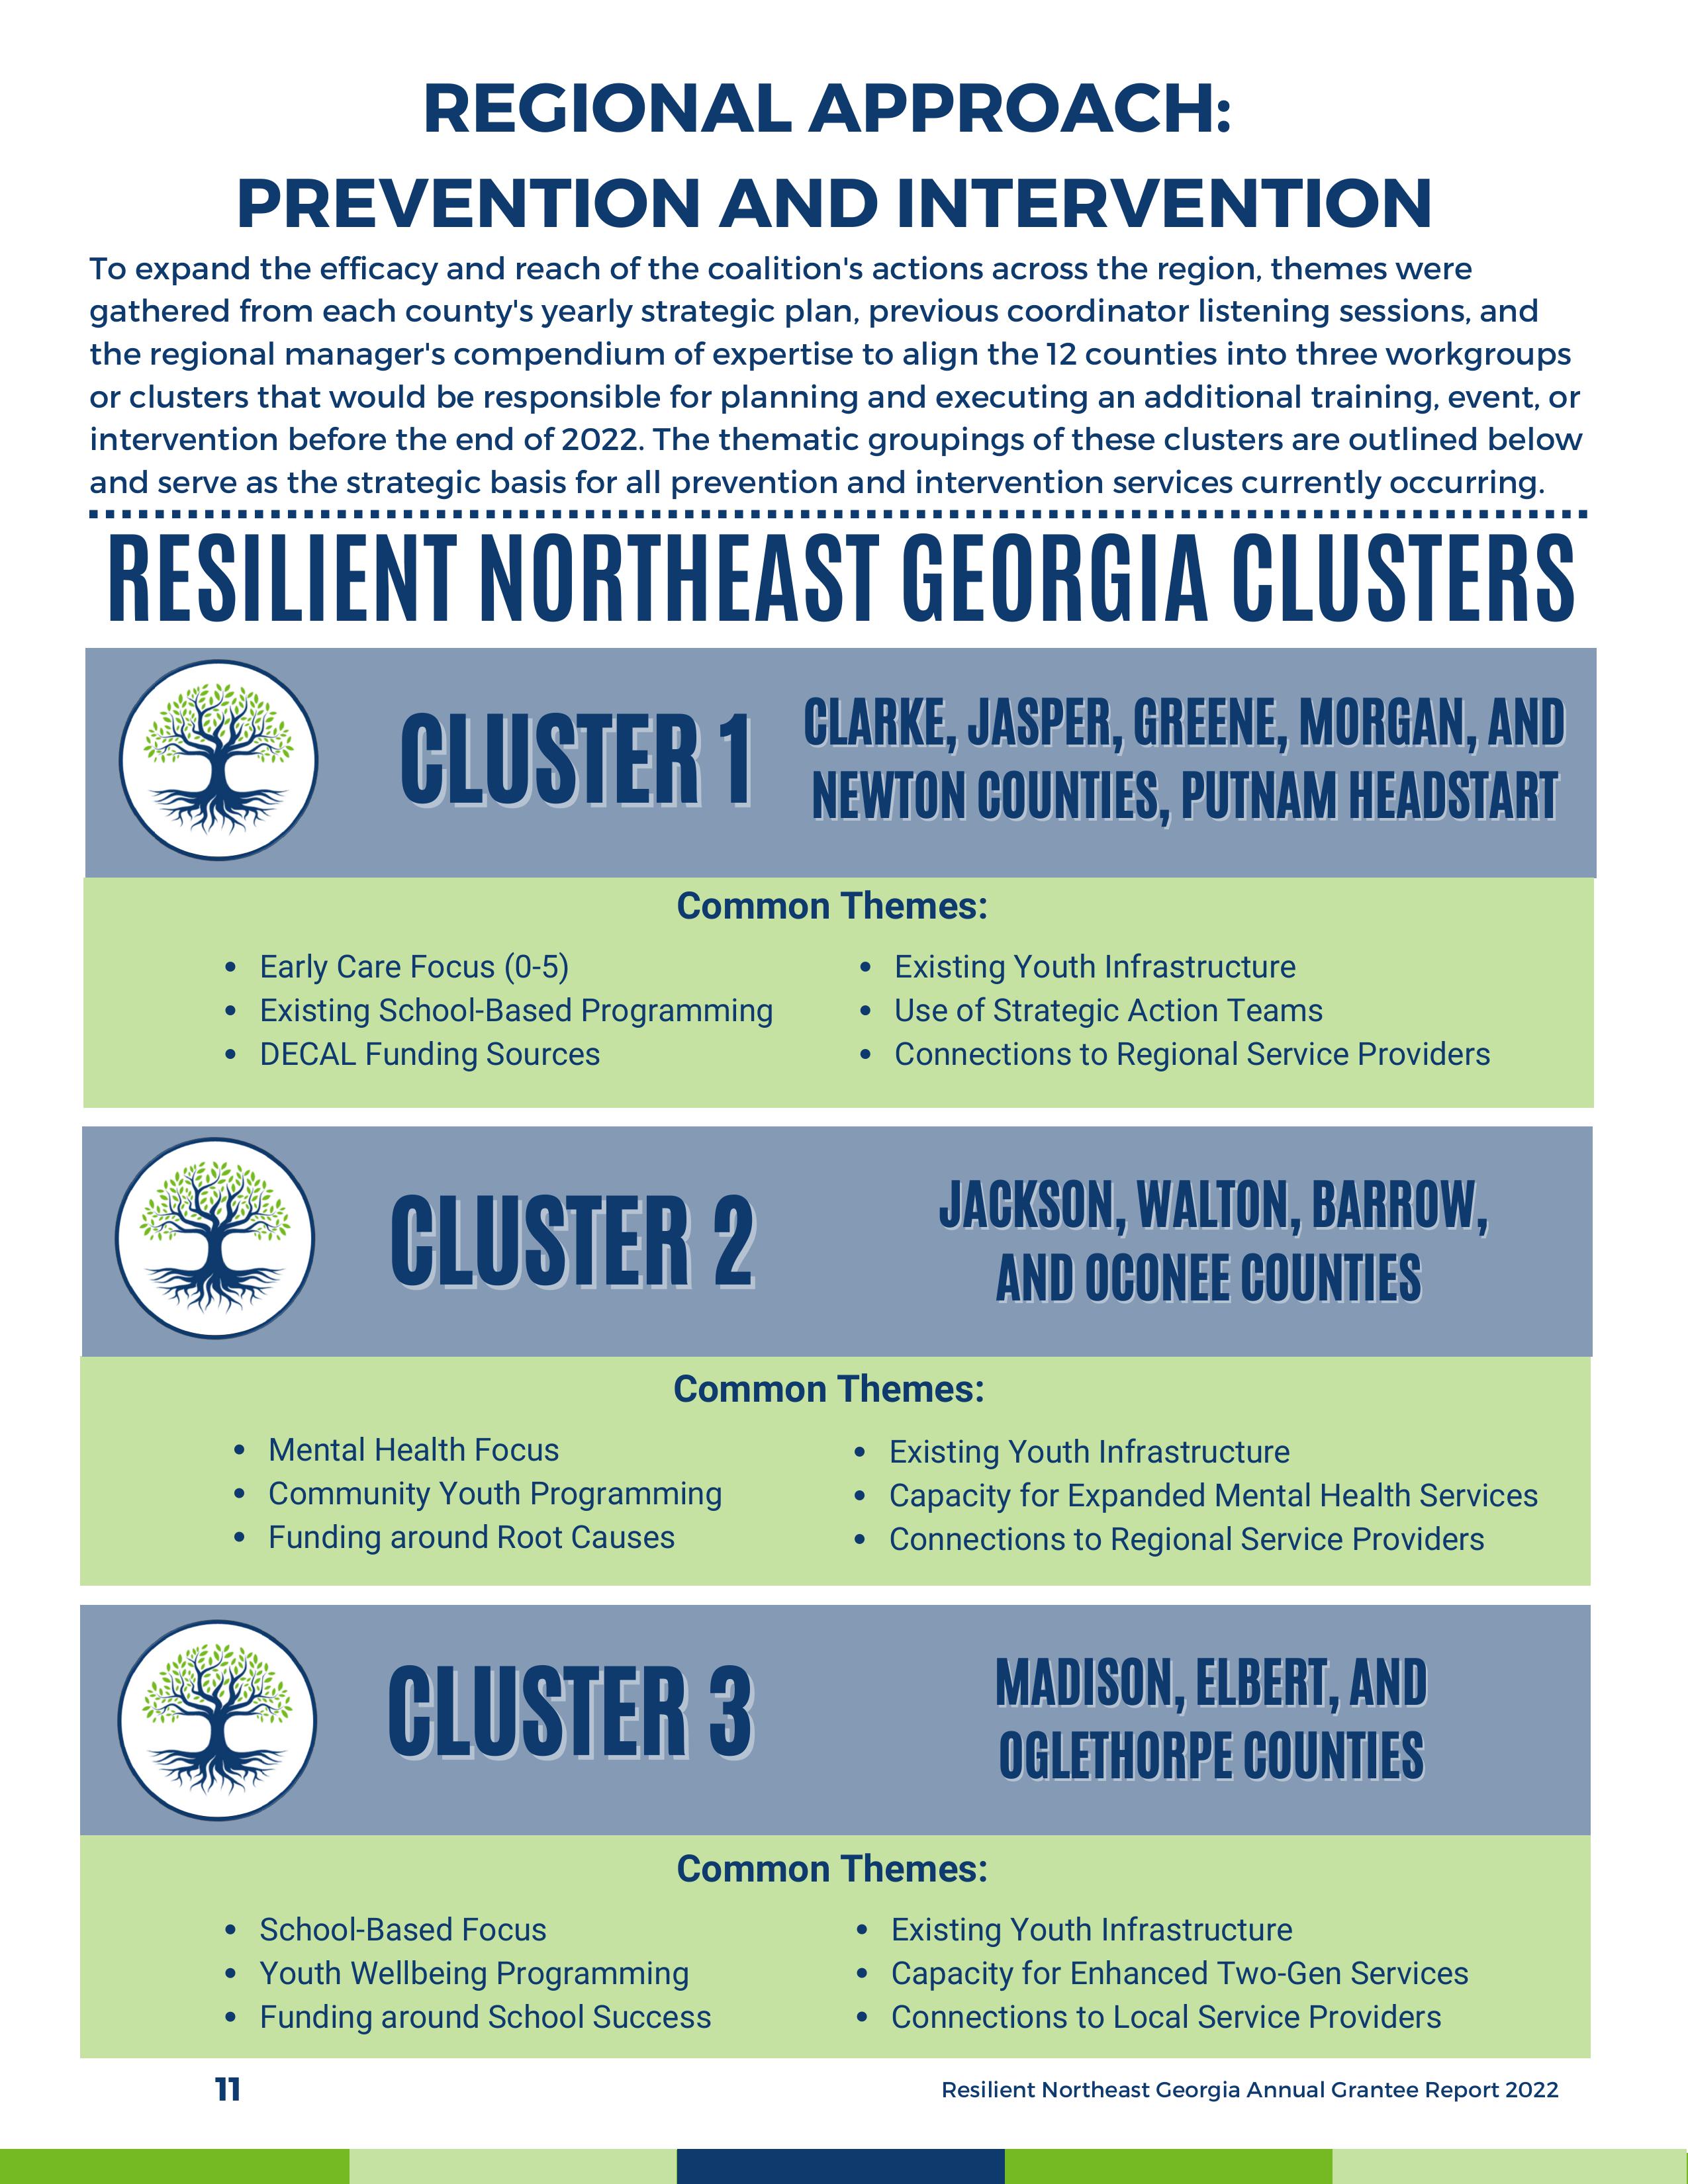 REGIONAL APPROACH:
PREVENTION AND INTERVENTION
To expand the efficacy and reach of the coalition's actions across the region, themes were
gathered from each county's yearly strategic plan, previous coordinator listening sessions, and
the regional manager's compendium of expertise to align the 12 counties into three workgroups
or clusters that would be responsible for planning and executing an additional training, event, or
intervention before the end of 2022. The thematic groupings of these clusters are outlined below
and serve as the strategic basis for all prevention and intervention services currently occurring.
RESILIENT NORTHEAST GEORGIA CLUSTERS
CLUSTER 1
CLARKE, JASPER, GREENE, MORGAN, AND
NEWTON COUNTIES, PUTNAM HEADSTART
Common Themes:
• Early Care Focus (0-5)
• Existing School-Based Programming
• DECAL Funding Sources
• Existing Youth Infrastructure
• Use of Strategic Action Teams
• Connections to Regional Service Providers
CLUSTER 2
JACKSON, WALTON, BARROW,
AND OCONEE COUNTIES
Common Themes:
• Mental Health Focus
• Community Youth Programming
• Funding around Root Causes
• Existing Youth Infrastructure
• Capacity for Expanded Mental Health Services
• Connections to Regional Service Providers
CLUSTER 3
MADISON, ELBERT, AND
OGLETHORPE COUNTIES
Common Themes:
• School-Based Focus
• Youth Wellbeing Programming
• Funding around School Success
• Existing Youth Infrastructure
• Capacity for Enhanced Two-Gen Services
• Connections to Local Service Providers
11
Resilient Northeast Georgia Annual Grantee Report 2022